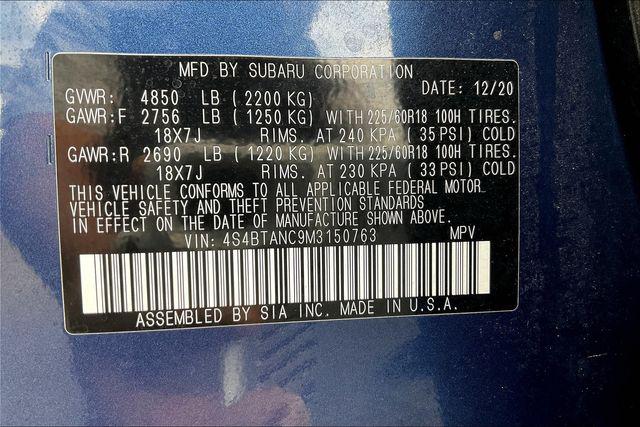 MFD BY SUBARU CORPORATION
DATE: 12/20
GVWR: 4850 LB (2200 KG)
GAWR:F 2756 LB (1250 KG) WITH 225/60R18 100H TIRES.
18X7J RIMS. AT 240 KPA (35 PSI) COLD
GAWR:R 2690 LB (1220 KG) WITH 225/60R18 100H TIRES.
18X7J RIMS. AT 230 KPA (33 PSI) COLD
THIS VEHICLE CONFORMS TO ALL APPLICABLE FEDERAL MOTOR
VEHICLE SAFETY AND THEFT PREVENTION STANDARDS
IN EFFECT ON THE DATE OF MANUFACTURE SHOWN ABOVE.
VIN: 4S4BTANC9M3150763 MPV
ASSEMBLED BY SIA INC. MADE IN U.S.A.